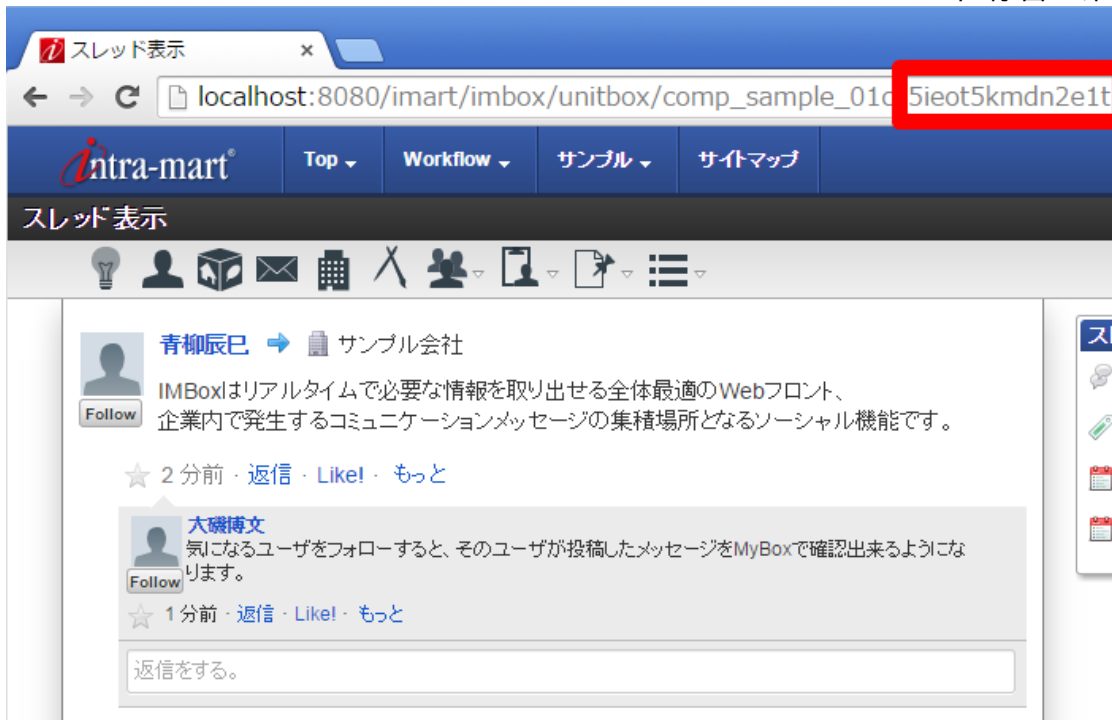 スレッド表示
localhost:8080/imart/imbox/unitbox/comp_sample_01c 5ieot5kmdn2e1t
intra-mart®
Top Workflow サンプル サイトマップ
スレッド表示
青柳辰巳 サンプル会社
IMBoxはリアルタイムで必要な情報を取り出せる全体最適のWebフロント、
企業内で発生するコミュニケーションメッセージの集積場所となるソーシャル機能です。
Follow
2 分前 · 返信 · Like! · もっと
大磯博文
気になるユーザをフォローすると、そのユーザが投稿したメッセージをMyBoxで確認出来るようにな
ります。
Follow
1 分前 · 返信 · Like! · もっと
返信をする。